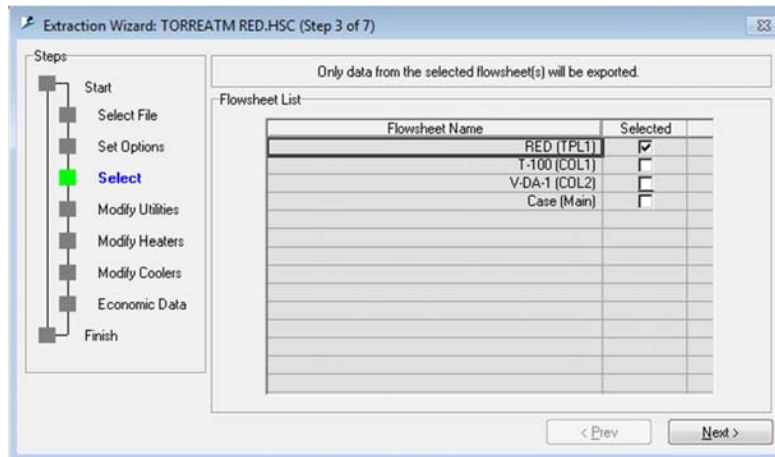 Extraction Wizard: TORREATM RED.HSC (Step 3 of 7)
Steps
Start
Select File
Set Options
Select
Modify Utilities
Modify Heaters
Modify Coolers
Economic Data
Finish
Only data from the selected flowsheet(s) will be exported.
Flowsheet List
Flowsheet Name Selected
RED (TPL1)
T-100 (COL1)
V-DA-1 (COL2)
Case (Main)
< Prev Next >